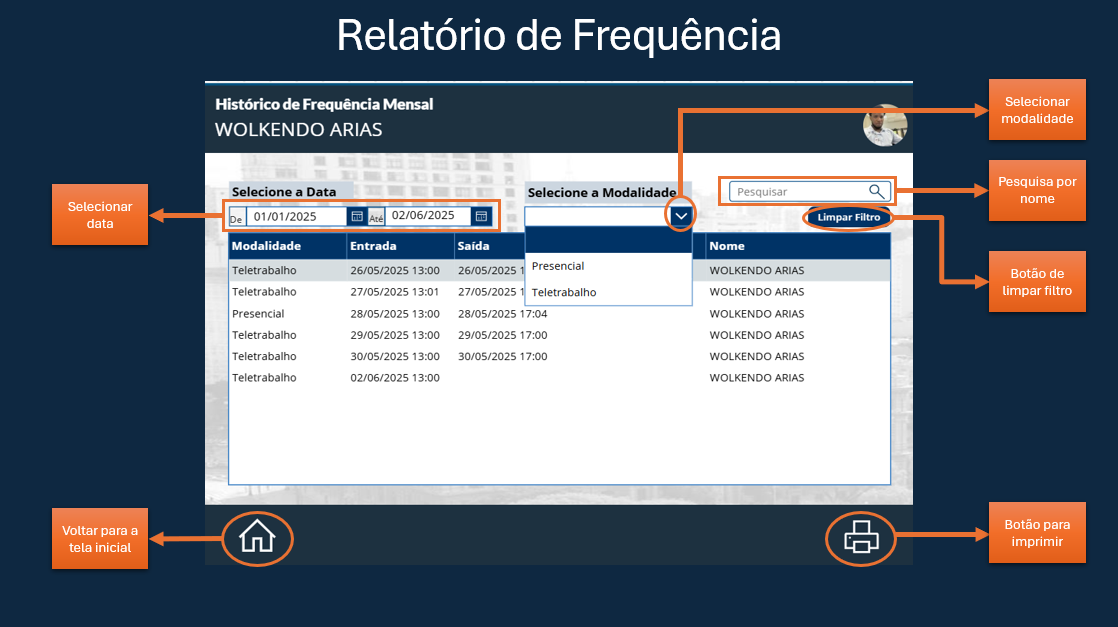 Relatório de Frequência
Histórico de Frequência Mensal
WOLKENDO ARIAS
Selecionar
modalidade
Selecione a Data
Selecione a Modalidade
Pesquisar
Pesquisa por
nome
Selecionar
data
De 01/01/2025 Até 02/06/2025
Limpar Filtro
Modalidade Entrada Saída Nome
Presencial
Teletrabalho
Botão de
limpar filtro
Teletrabalho 26/05/2025 13:00 26/05/2025 1 WOLKENDO ARIAS
Teletrabalho 27/05/2025 13:01 27/05/2025 1 WOLKENDO ARIAS
Presencial 28/05/2025 13:00 28/05/2025 17:04 WOLKENDO ARIAS
Teletrabalho 29/05/2025 13:00 29/05/2025 17:00 WOLKENDO ARIAS
Teletrabalho 30/05/2025 13:00 30/05/2025 17:00 WOLKENDO ARIAS
Teletrabalho 02/06/2025 13:00 WOLKENDO ARIAS
Voltar para a
tela inicial
Botão para
imprimir